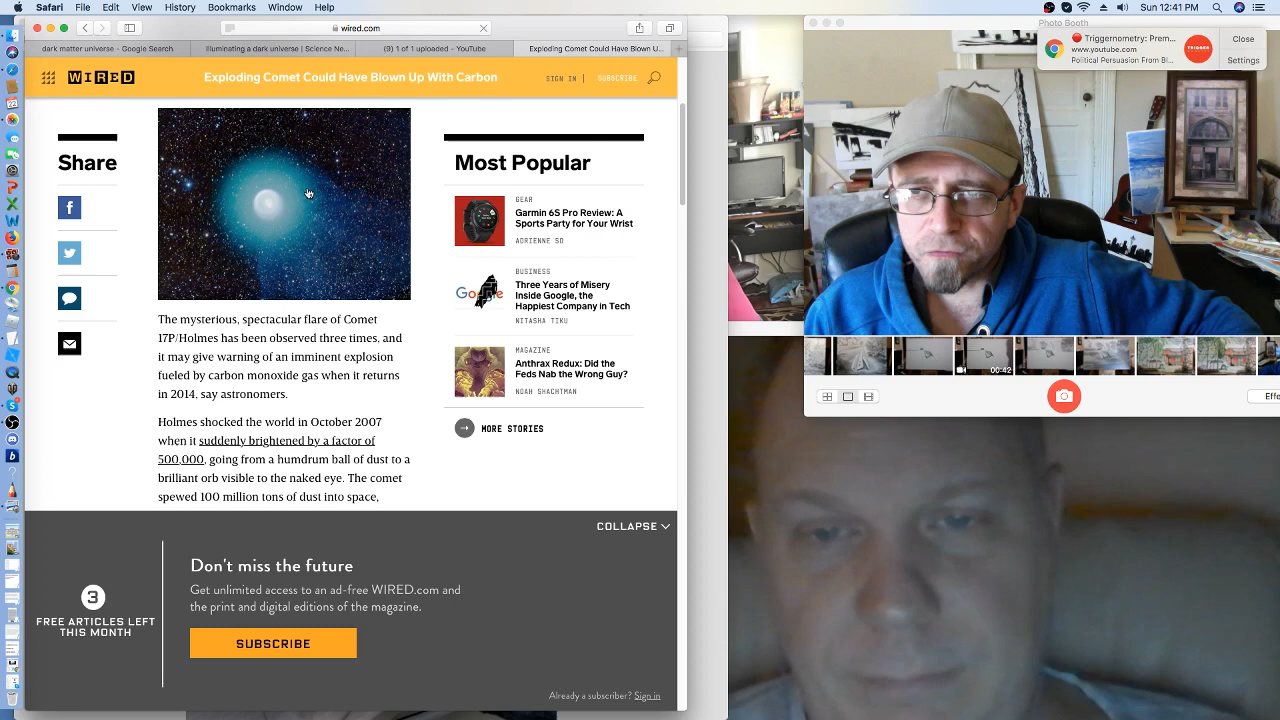 Safari File Edit View History Bookmarks Window Help
Sun 12:41 PM
wired.com
dark matter universe - Google Search
Illuminating a dark universe | Science Ne...
(9) 1 of 1 uploaded - YouTube
Exploding Comet Could Have Blown U...
WIRED
Exploding Comet Could Have Blown Up With Carbon
SIGN IN | SUBSCRIBE
Share
The mysterious, spectacular flare of Comet
17P/Holmes has been observed three times, and
it may give warning of an imminent explosion
fueled by carbon monoxide gas when it returns
in 2014, say astronomers.
Holmes shocked the world in October 2007
when it suddenly brightened by a factor of
500,000, going from a humdrum ball of dust to a
brilliant orb visible to the naked eye. The comet
spewed 100 million tons of dust into space,
Most Popular
GEAR
Garmin 6S Pro Review: A
Sports Party for Your Wrist
ADRIENNE SO
Google
BUSINESS
Three Years of Misery
Inside Google, the
Happiest Company in Tech
NITASHA TIKU
MAGAZINE
Anthrax Redux: Did the
Feds Nab the Wrong Guy?
NOAH SHACHTMAN
MORE STORIES
COLLAPSE
3
FREE ARTICLES LEFT
THIS MONTH
Don't miss the future
Get unlimited access to an ad-free WIRED.com and
the print and digital editions of the magazine.
SUBSCRIBE
Already a subscriber? Sign in
Photo Booth
Triggernometry: Prem...
www.youtube.com
Political Persuasion From Bl...
TRIGGER
Close
Settings
00:42
Effe